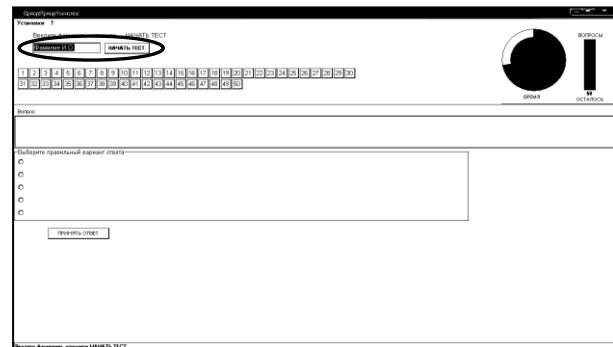 Установки ?
НАЧАТЬ ТЕСТ
Фамилия И.О. НАЧАТЬ ТЕСТ
1 2 3 4 5 6 7 8 9 10 11 12 13 14 15 16 17 18 19 20 21 22 23 24 25 26 27 28 29 30
31 32 33 34 35 36 37 38 39 40 41 42 43 44 45 46 47 48 49 50
ВРЕМЯ
ВОПРОСЫ
50
ОСТАЛОСЬ
Вопрос:
Выберите правильный вариант ответа
ПРИНЯТЬ ОТВЕТ
НАЧАТЬ ТЕСТ